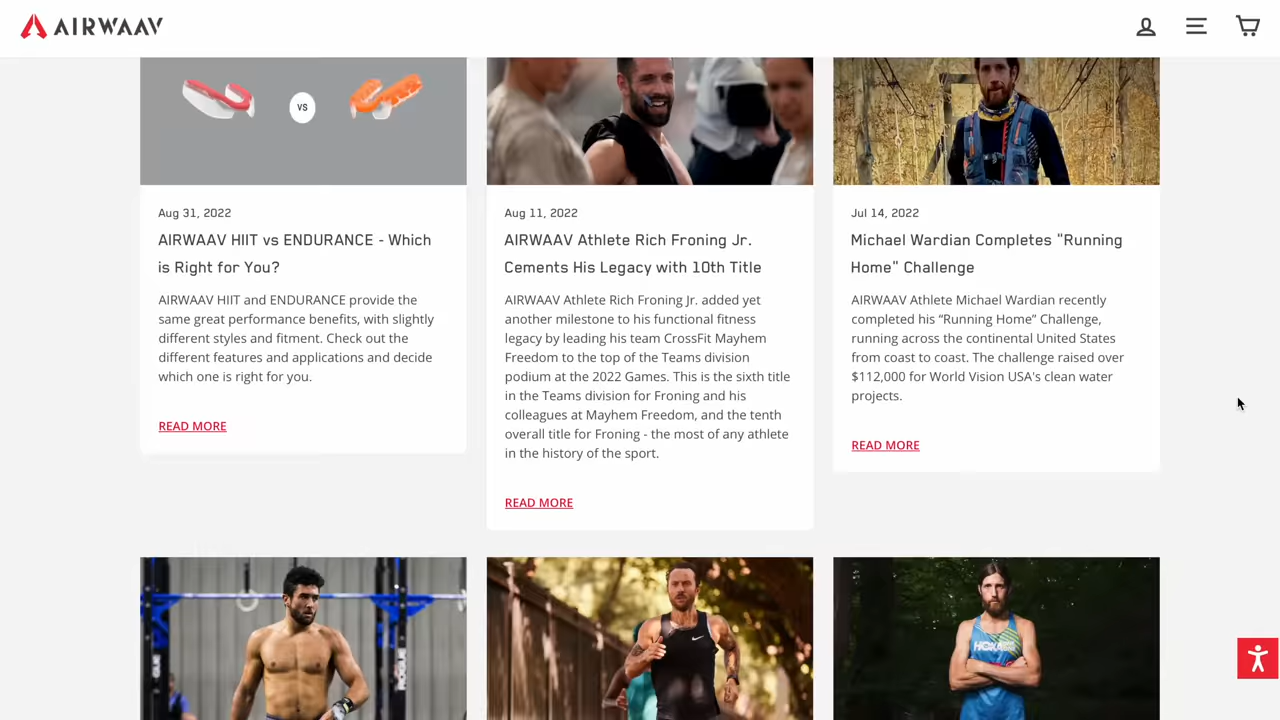 AIRWAAV
VS
Aug 31, 2022
AIRWAAV HIIT vs ENDURANCE - Which
is Right for You?
AIRWAAV HIIT and ENDURANCE provide the
same great performance benefits, with slightly
different styles and fitment. Check out the
different features and applications and decide
which one is right for you.
READ MORE
Aug 11, 2022
AIRWAAV Athlete Rich Froning Jr.
Cements His Legacy with 10th Title
AIRWAAV Athlete Rich Froning Jr. added yet
another milestone to his functional fitness
legacy by leading his team CrossFit Mayhem
Freedom to the top of the Teams division
podium at the 2022 Games. This is the sixth title
in the Teams division for Froning and his
colleagues at Mayhem Freedom, and the tenth
overall title for Froning - the most of any athlete
in the history of the sport.
READ MORE
Jul 14, 2022
Michael Wardian Completes "Running
Home" Challenge
AIRWAAV Athlete Michael Wardian recently
completed his “Running Home” Challenge,
running across the continental United States
from coast to coast. The challenge raised over
$112,000 for World Vision USA's clean water
projects.
READ MORE
ROGUE
HOKA